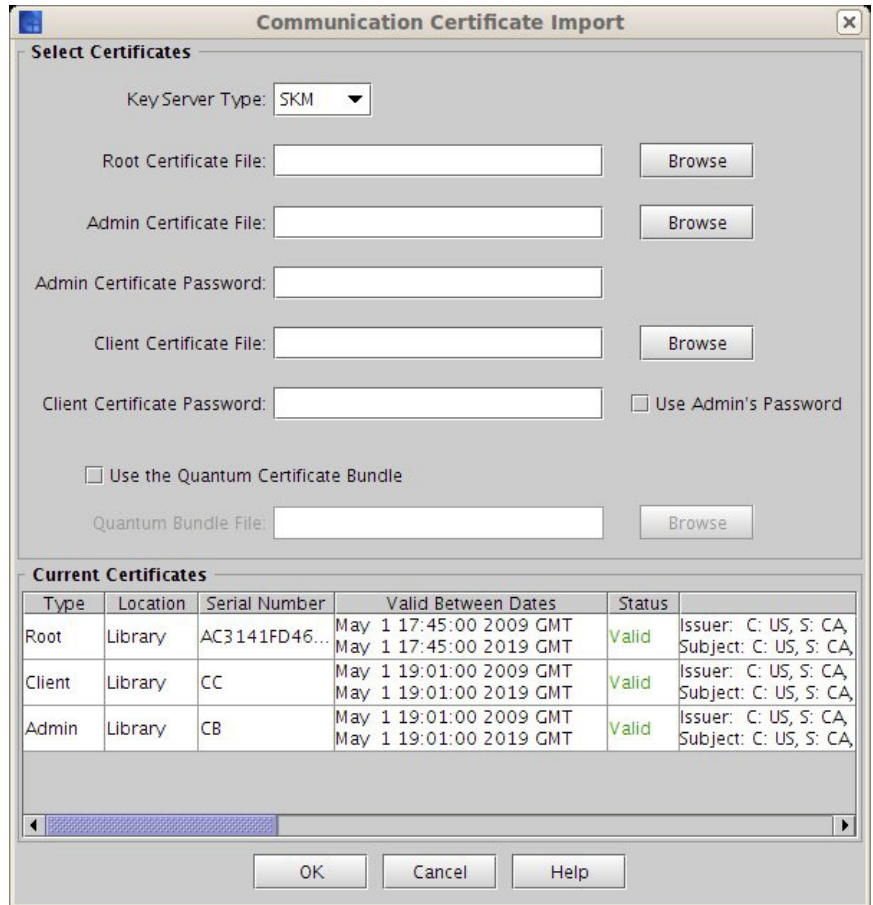 Communication Certificate Import
Select Certificates
Key Server Type: SKM
Root Certificate File: Browse
Admin Certificate File: Browse
Admin Certificate Password:
Client Certificate File: Browse
Client Certificate Password: Use Admin's Password
Use the Quantum Certificate Bundle
Quantum Bundle File: Browse
Current Certificates
Type Location Serial Number Valid Between Dates Status
Root Library AC3141FD46... May 1 17:45:00 2009 GMT Valid Issuer: C: US, S: CA,
May 1 17:45:00 2019 GMT Subject: C: US, S: CA,
Client Library CC May 1 19:01:00 2009 GMT Valid Issuer: C: US, S: CA,
May 1 19:01:00 2019 GMT Subject: C: US, S: CA,
Admin Library CB May 1 19:01:00 2009 GMT Valid Issuer: C: US, S: CA,
May 1 19:01:00 2019 GMT Subject: C: US, S: CA,
OK Cancel Help